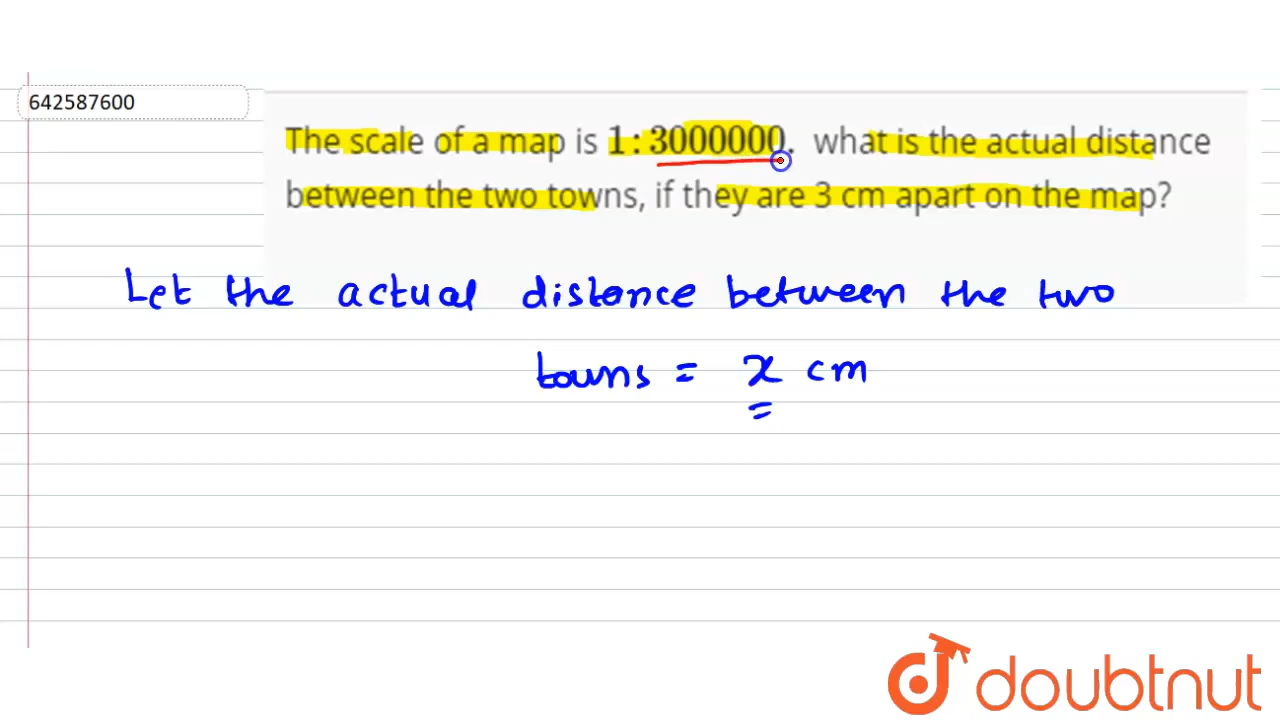 642587600
The scale of a map is 1 : 3000000. what is the actual distance
between the two towns, if they are 3 cm apart on the map?
Let the actual distance between the two
towns = x cm
doubtnut